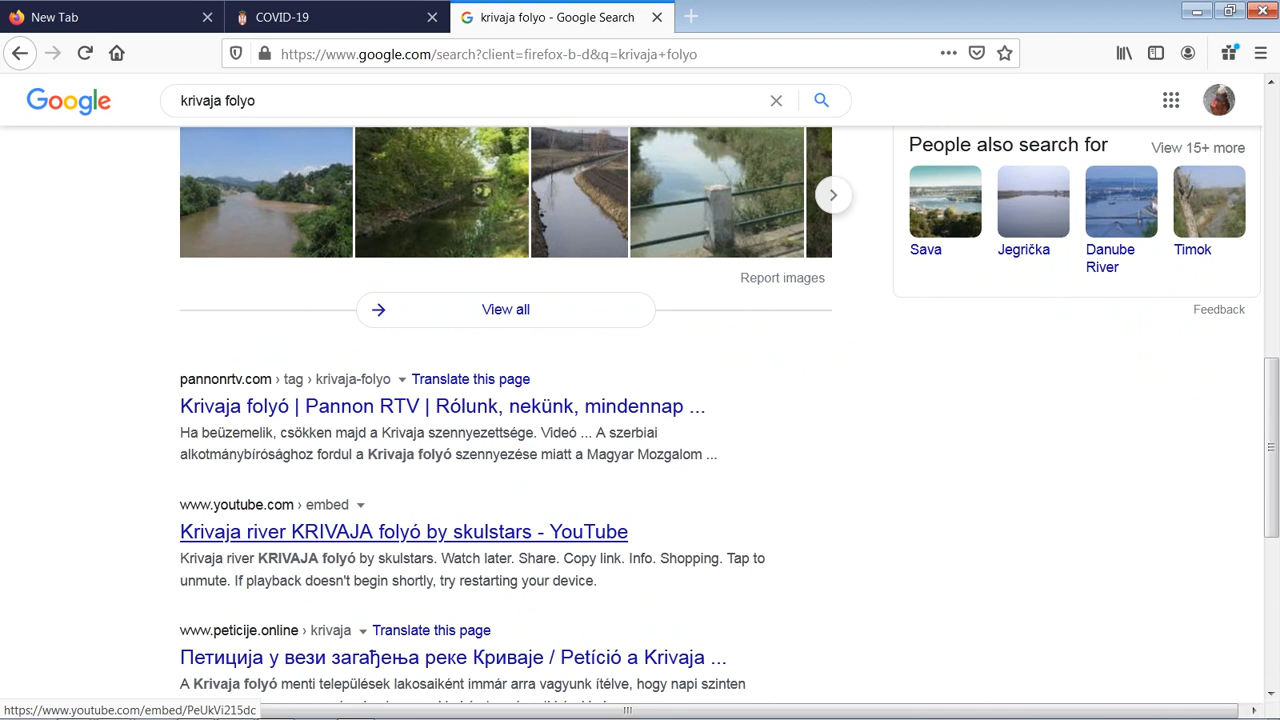 New Tab
COVID-19
krivaja folyo - Google Search
https://www.google.com/search?client=firefox-b-d&q=krivaja+folyo
Google
krivaja folyo
People also search for
View 15+ more
Sava
Jegrička
Danube River
Timok
Feedback
Report images
View all
pannonrtv.com › tag › krivaja-folyo
Translate this page
Krivaja folyó | Pannon RTV | Rólunk, nekünk, mindennap ...
Ha beüzemelik, csökken majd a Krivaja szennyezettsége. Videó ... A szerbiai
alkotmánybírósághoz fordul a Krivaja folyó szennyezése miatt a Magyar Mozgalom ...
www.youtube.com › embed
Krivaja river KRIVAJA folyó by skulstars - YouTube
Krivaja river KRIVAJA folyó by skulstars. Watch later. Share. Copy link. Info. Shopping. Tap to
unmute. If playback doesn't begin shortly, try restarting your device.
www.peticije.online › krivaja
Translate this page
Петиција у вези загађења реке Криваје / Petíció a Krivaja ...
A Krivaja folyó menti települések lakosaiként immár arra vagyunk ítélve, hogy napi szinten
https://www.youtube.com/embed/PeUkVi215dc